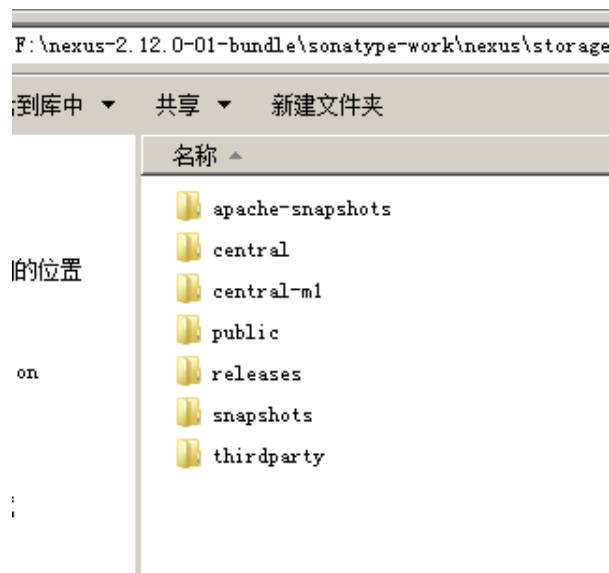 F:\nexus-2.12.0-01-bundle\sonatype-work\nexus\storage
到库中 共享 新建文件夹
名称
apache-snapshots
central
的位置
central-m1
public
on
releases
snapshots
thirdparty